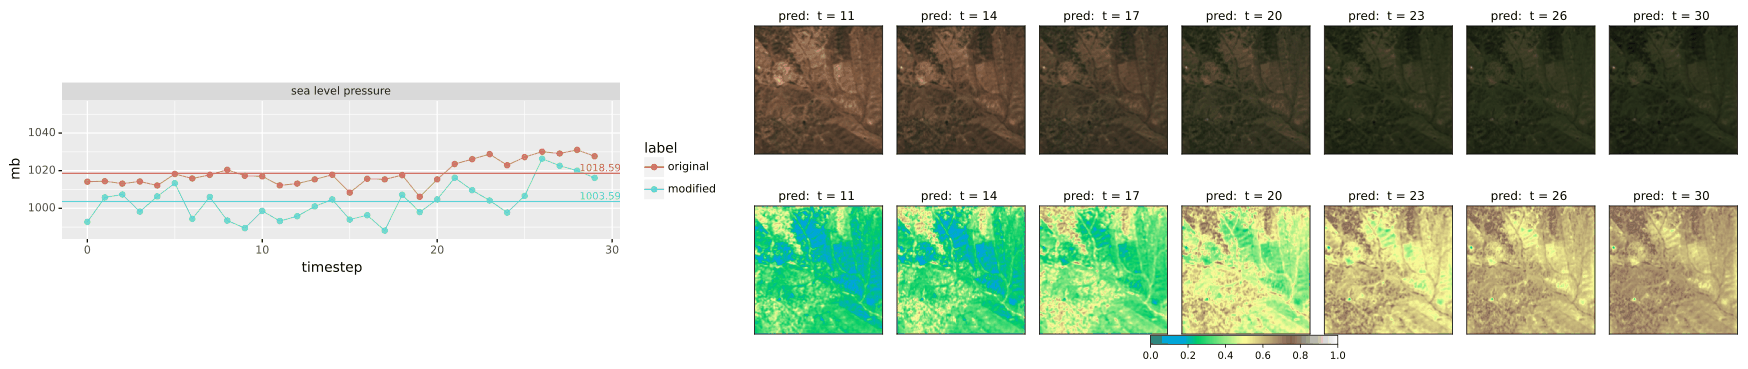 sea level pressure
mb
1040
1020
1000
1018.59
1003.59
0
10
20
30
timestep
label
original
modified
pred:  t = 11
pred:  t = 14
pred:  t = 17
pred:  t = 20
pred:  t = 23
pred:  t = 26
pred:  t = 30
pred:  t = 11
pred:  t = 14
pred:  t = 17
pred:  t = 20
pred:  t = 23
pred:  t = 26
pred:  t = 30
0.0
0.2
0.4
0.6
0.8
1.0